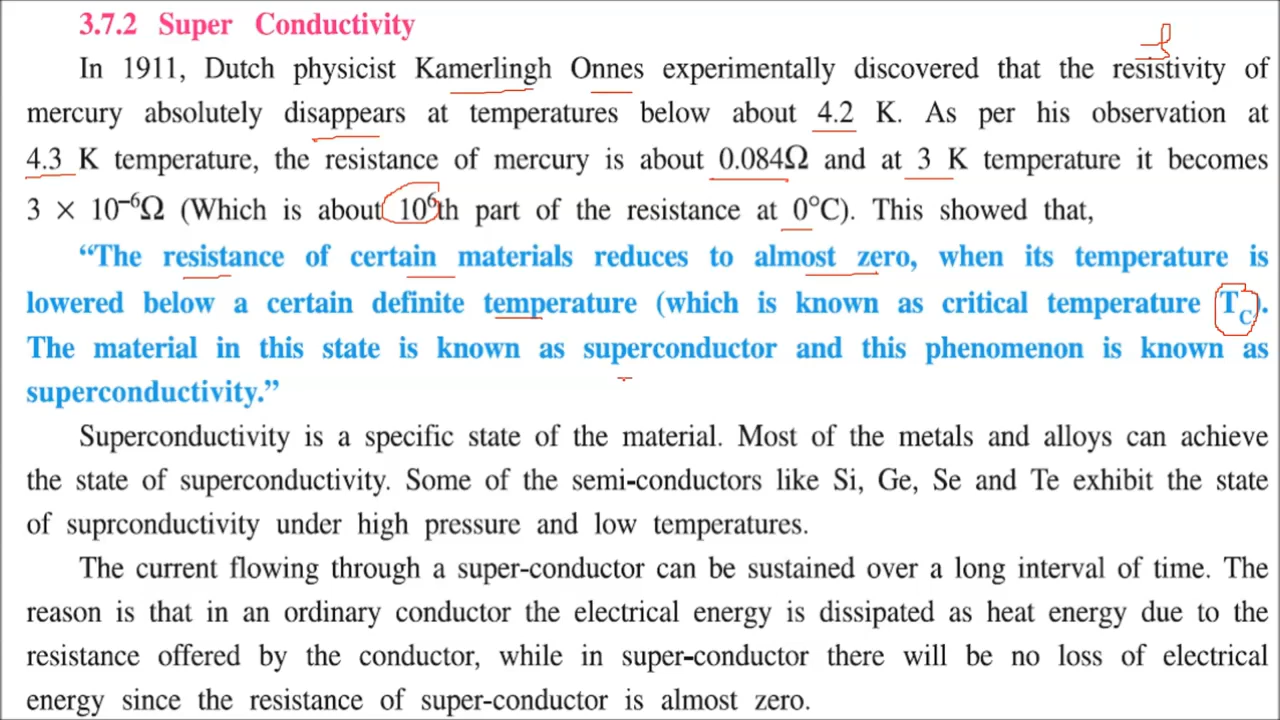 3.7.2 Super Conductivity
In 1911, Dutch physicist Kamerlingh Onnes experimentally discovered that the resistivity of
mercury absolutely disappears at temperatures below about 4.2 K. As per his observation at
4.3 K temperature, the resistance of mercury is about 0.084Ω and at 3 K temperature it becomes
3 × 10⁻⁶Ω (Which is about 10⁶th part of the resistance at 0°C). This showed that,
“The resistance of certain materials reduces to almost zero, when its temperature is
lowered below a certain definite temperature (which is known as critical temperature T_C).
The material in this state is known as superconductor and this phenomenon is known as
superconductivity.”
Superconductivity is a specific state of the material. Most of the metals and alloys can achieve
the state of superconductivity. Some of the semi-conductors like Si, Ge, Se and Te exhibit the state
of suprconductivity under high pressure and low temperatures.
The current flowing through a super-conductor can be sustained over a long interval of time. The
reason is that in an ordinary conductor the electrical energy is dissipated as heat energy due to the
resistance offered by the conductor, while in super-conductor there will be no loss of electrical
energy since the resistance of super-conductor is almost zero.